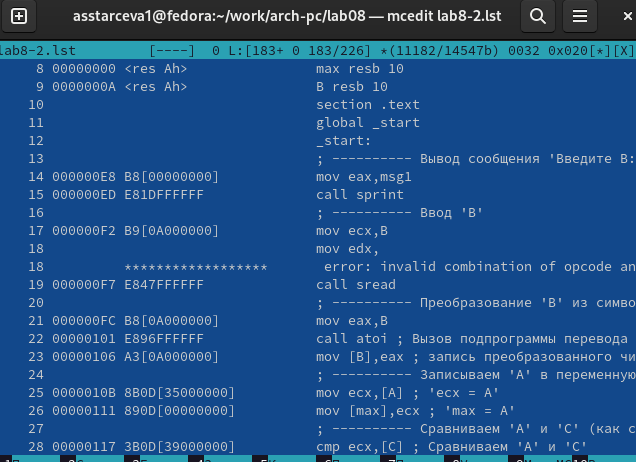 asstarceva1@fedora:~/work/arch-pc/lab08 — mcedit lab8-2.lst
lab8-2.lst [----] 0 L:[183+ 0 183/226] *(11182/14547b) 0032 0x020[*][X]
8 00000000 <res Ah> max resb 10
9 0000000A <res Ah> B resb 10
10 section .text
11 global _start
12 _start:
13 ; ---------- Вывод сообщения 'Введите B:
14 000000E8 B8[00000000] mov eax,msg1
15 000000ED E81DFFFFFF call sprint
16 ; ---------- Ввод 'B'
17 000000F2 B9[0A000000] mov ecx,B
18 mov edx,
18 ****************** error: invalid combination of opcode an
19 000000F7 E847FFFFFF call sread
20 ; ---------- Преобразование 'B' из симво
21 000000FC B8[0A000000] mov eax,B
22 00000101 E896FFFFFF call atoi ; Вызов подпрограммы перевода
23 00000106 A3[0A000000] mov [B],eax ; запись преобразованного чи
24 ; ---------- Записываем 'A' в переменную
25 0000010B 8B0D[35000000] mov ecx,[A] ; 'ecx = A'
26 00000111 890D[00000000] mov [max],ecx ; 'max = A'
27 ; ---------- Сравниваем 'A' и 'C' (как с
28 00000117 3B0D[39000000] cmp ecx,[C] ; Сравниваем 'A' и 'C'